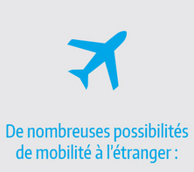 De nombreuses possibilités
de mobilité à l'étranger :